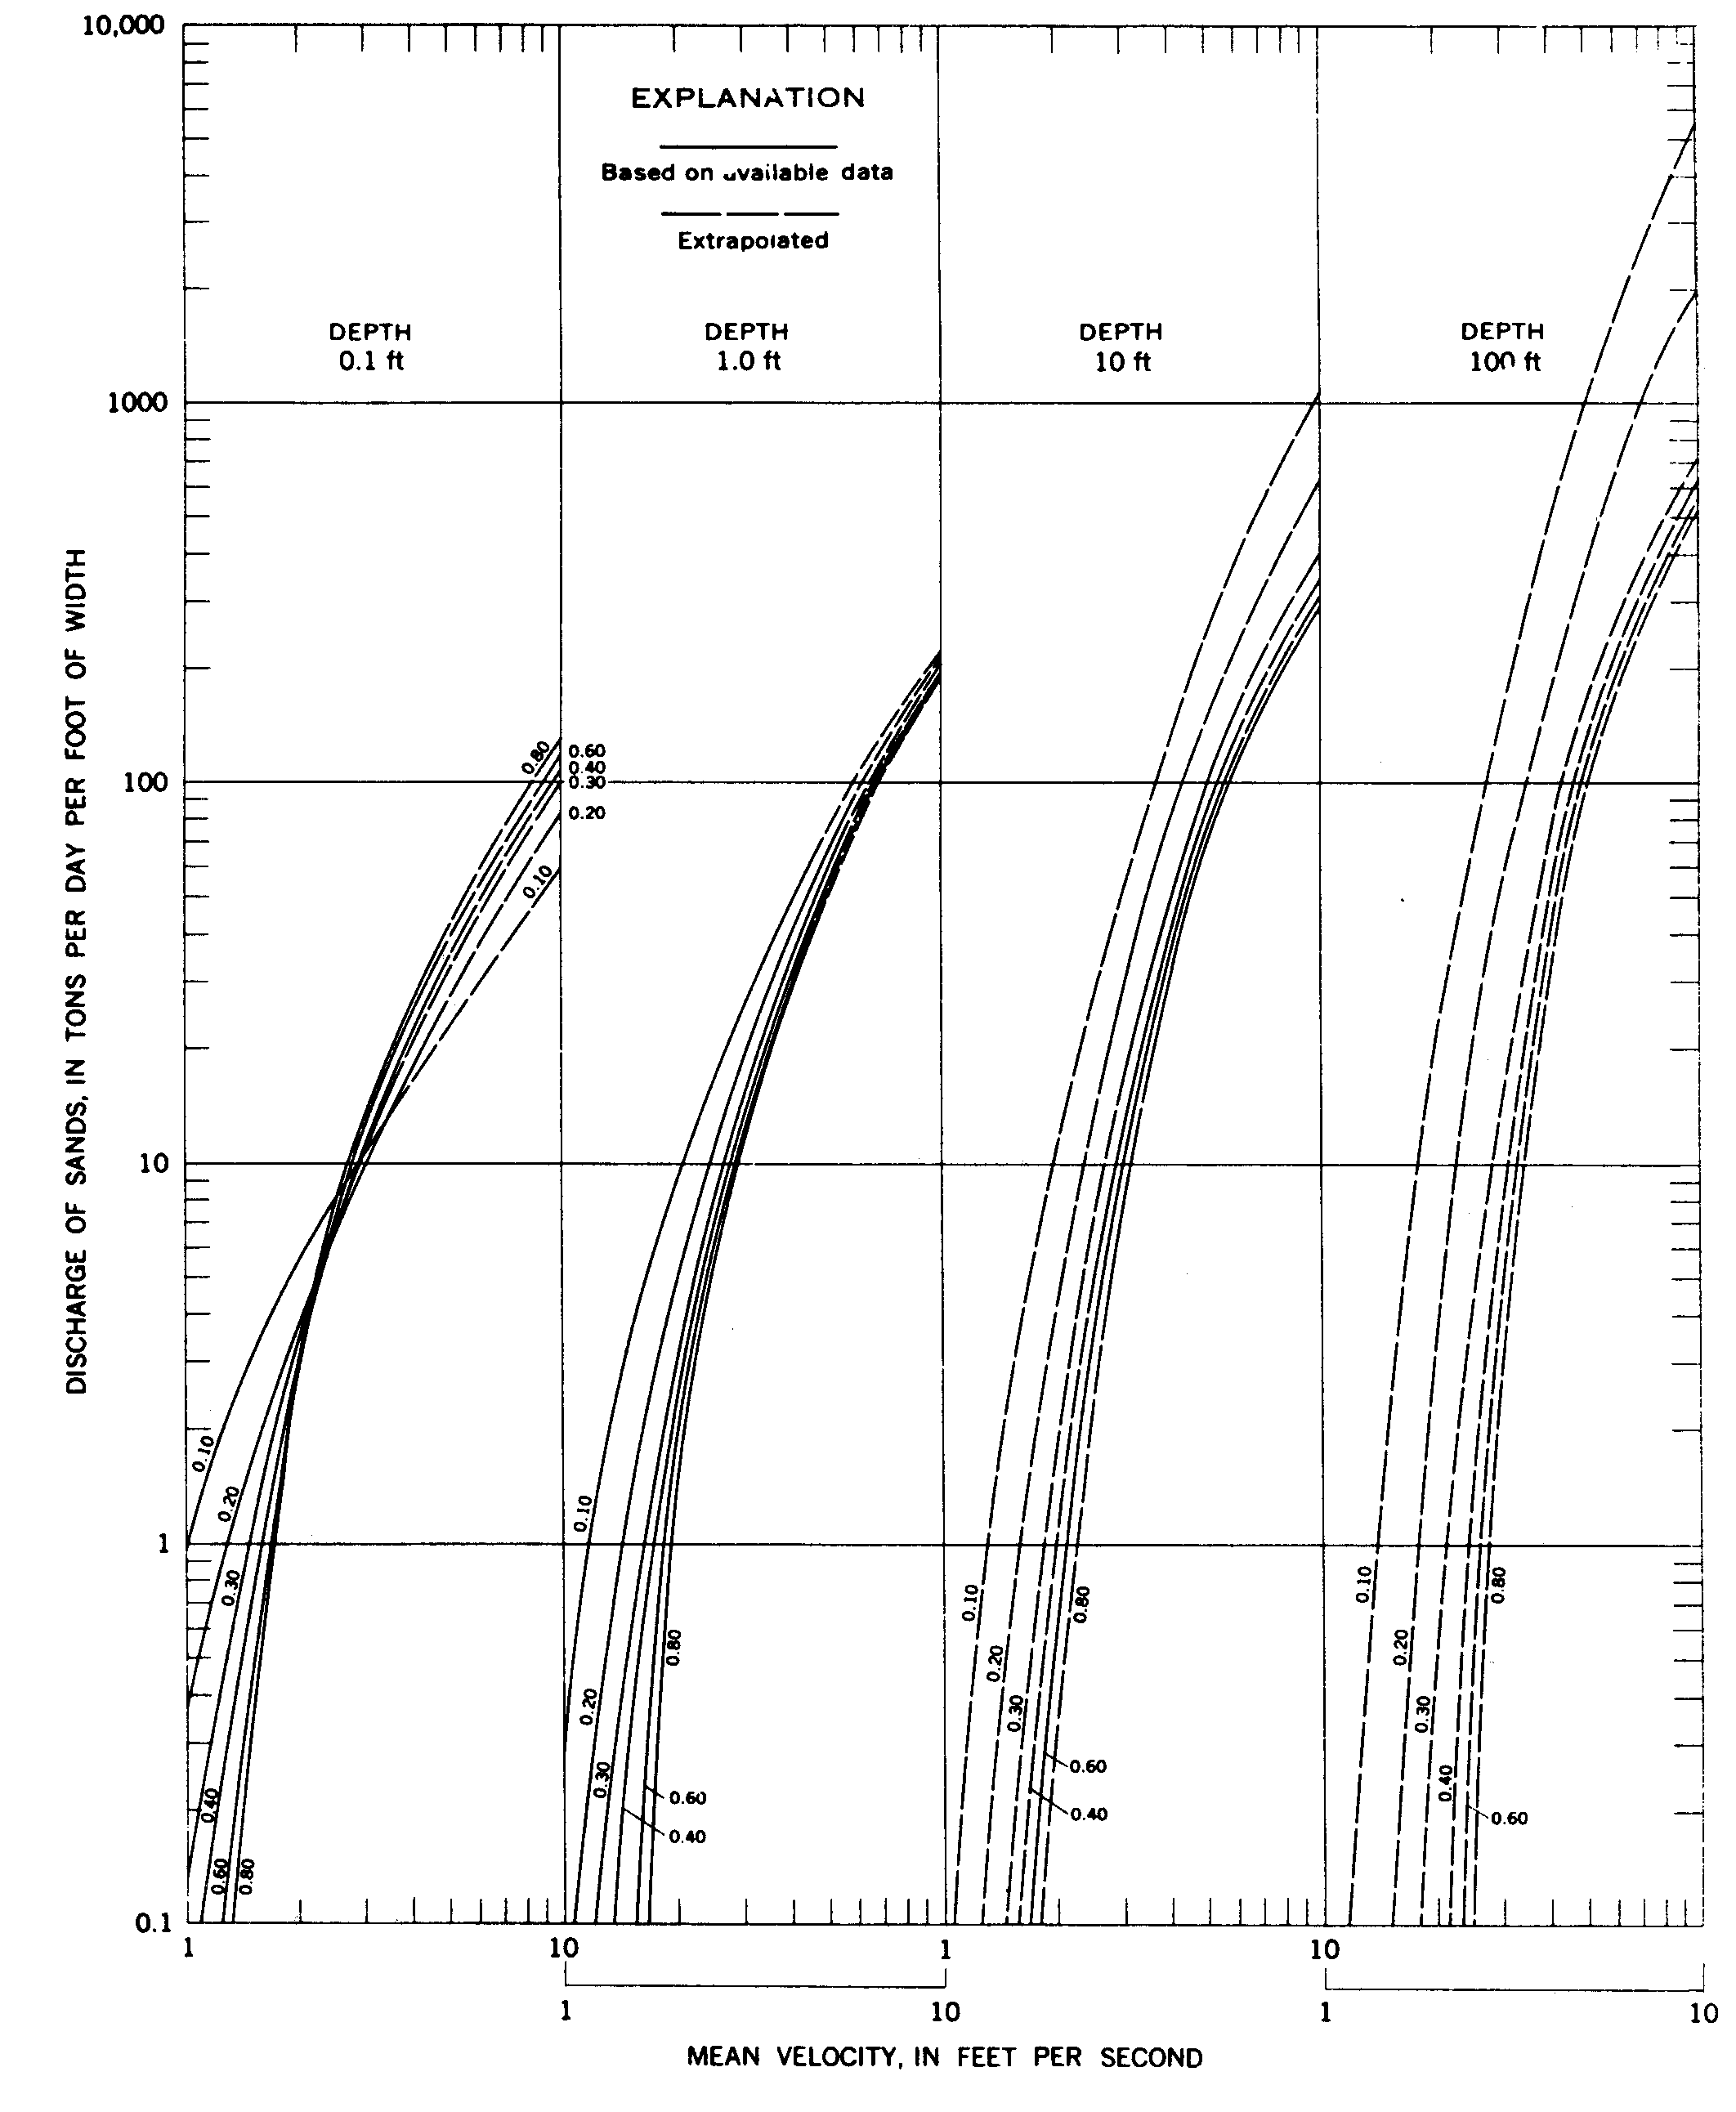 10,000
EXPLANATION
Based on available data
Extrapolated
DEPTH
0.1 ft
DEPTH
1.0 ft
DEPTH
10 ft
DEPTH
100 ft
1000
100
10
1
0.1
DISCHARGE OF SANDS, IN TONS PER DAY PER FOOT OF WIDTH
0.80
0.60
0.40
0.30
0.20
0.10
0.10
0.20
0.30
0.40
0.60
0.80
0.10
0.20
0.30
0.80
0.60
0.40
0.10
0.20
0.30
0.80
0.60
0.40
0.10
0.20
0.30
0.40
0.80
0.60
1 10 1 10
1 10 1 10
MEAN VELOCITY, IN FEET PER SECOND